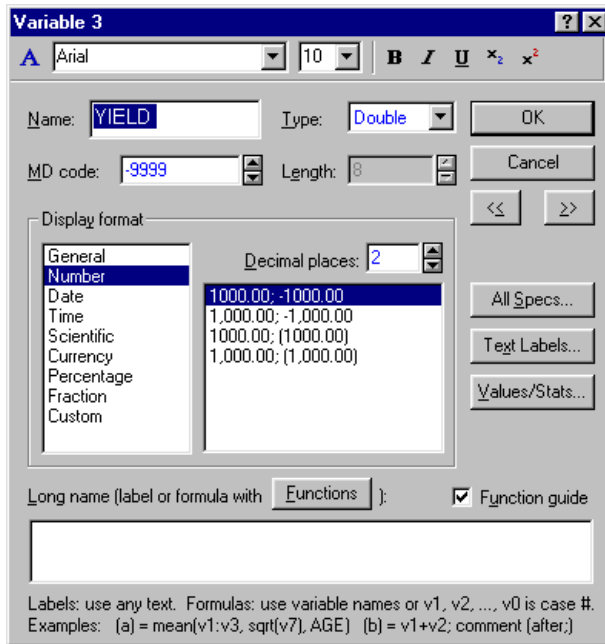 Variable 3
A Arial 10 B I U x2 x2
Name: YIELD Type: Double OK
MD code: -9999 Length: 8 Cancel
<< >>
Display format
General
Number
Date
Time
Scientific
Currency
Percentage
Fraction
Custom
Decimal places: 2
1000.00; -1000.00
1,000.00; -1,000.00
1000.00; (1000.00)
1,000.00; (1,000.00)
All Specs...
Text Labels...
Values/Stats...
Long name (label or formula with Functions ): Function guide
Labels: use any text. Formulas: use variable names or v1, v2, ..., v0 is case #.
Examples: (a) = mean(v1:v3, sqrt(v7), AGE) (b) = v1+v2; comment (after;)